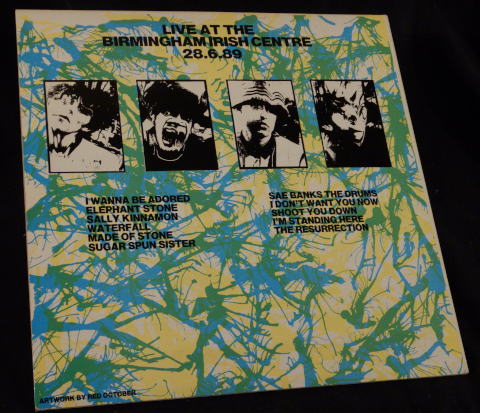 LIVE AT THE
BIRMINGHAM IRISH CENTRE
28.6.89
I WANNA BE ADORED
ELEPHANT STONE
SALLY KINNAMON
WATERFALL
MADE OF STONE
SUGAR SPUN SISTER
SAE BANKS THE DRUMS
I DON'T WANT YOU NOW
SHOOT YOU DOWN
I'M STANDING HERE
THE RESURRECTION
ARTWORK BY RED OCTOBER